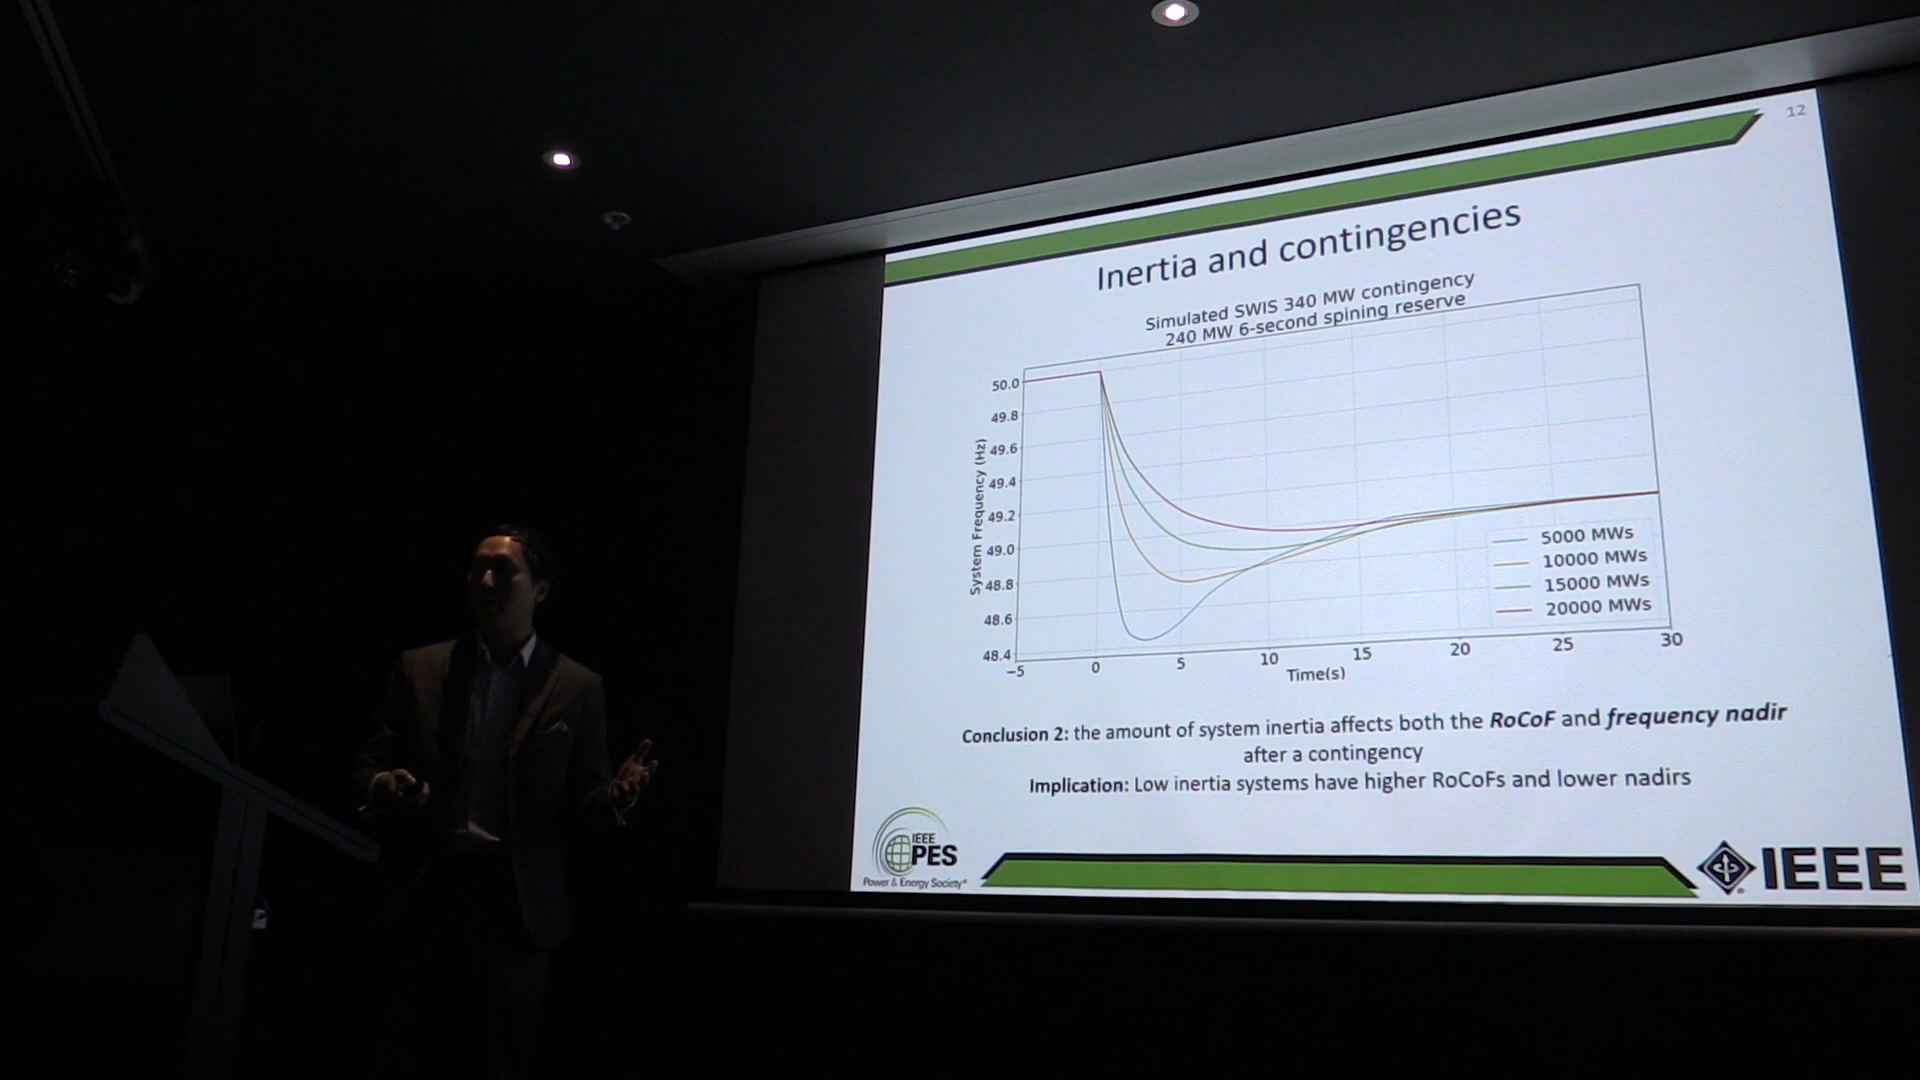 12
Inertia and contingencies
Simulated SWIS 340 MW contingency
240 MW 6-second spining reserve
50.0
49.8
49.6
49.4
49.2
49.0
48.8
48.6
48.4
System Frequency (Hz)
−5 0 5 10 15 20 25 30
Time(s)
5000 MWs
10000 MWs
15000 MWs
20000 MWs
Conclusion 2: the amount of system inertia affects both the RoCoF and frequency nadir
after a contingency
Implication: Low inertia systems have higher RoCoFs and lower nadirs
IEEE
PES
Power & Energy Society®
IEEE